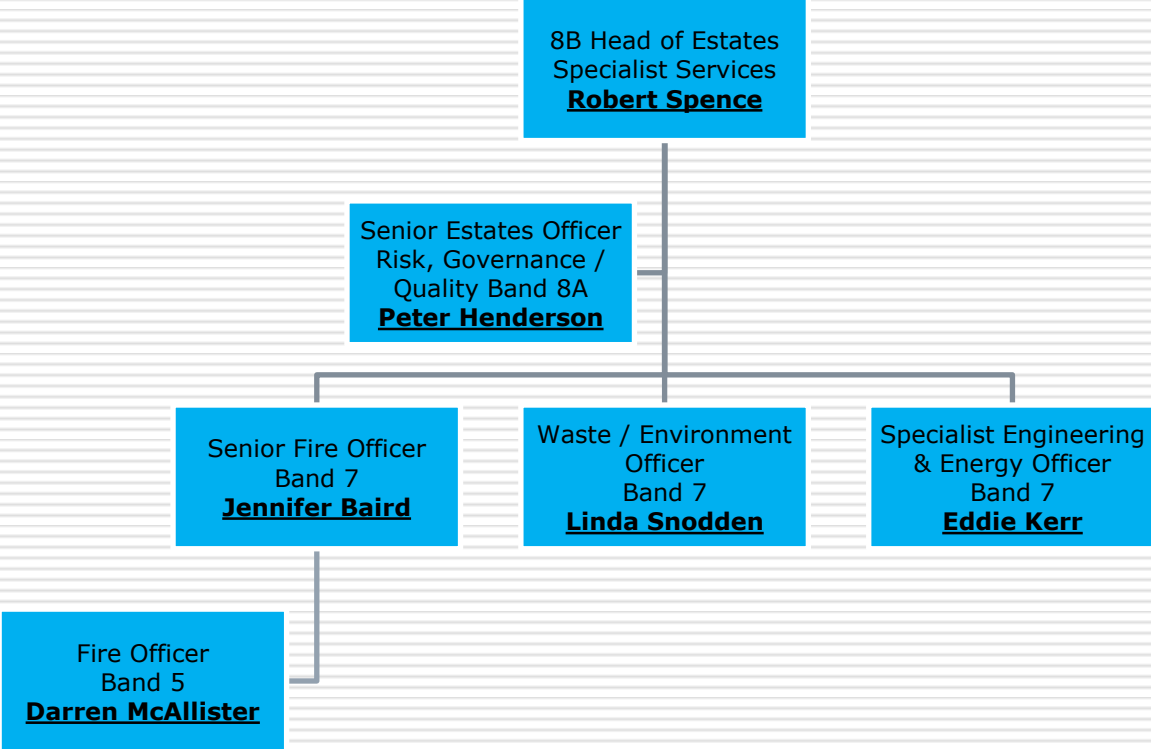 8B Head of Estates
Specialist Services
Robert Spence
Senior Estates Officer
Risk, Governance /
Quality Band 8A
Peter Henderson
Senior Fire Officer
Band 7
Jennifer Baird
Waste / Environment
Officer
Band 7
Linda Snodden
Specialist Engineering
& Energy Officer
Band 7
Eddie Kerr
Fire Officer
Band 5
Darren McAllister